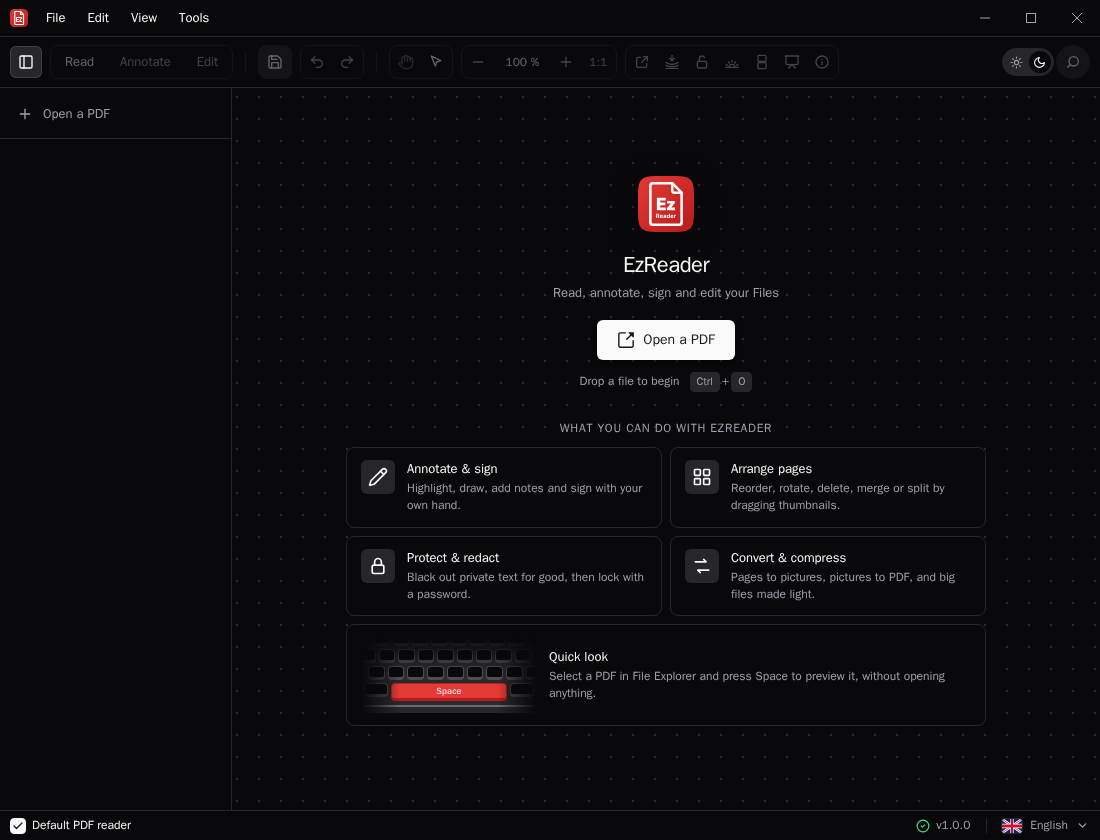 Ez
File Edit View Tools
Read Annotate Edit 100 % 1:1
Open a PDF
Ez
Reader
EzReader
Read, annotate, sign and edit your Files
Open a PDF
Drop a file to begin Ctrl + O
WHAT YOU CAN DO WITH EZREADER
Annotate & sign
Highlight, draw, add notes and sign with your
own hand.
Arrange pages
Reorder, rotate, delete, merge or split by
dragging thumbnails.
Protect & redact
Black out private text for good, then lock with
a password.
Convert & compress
Pages to pictures, pictures to PDF, and big
files made light.
Space
Quick look
Select a PDF in File Explorer and press Space to preview it, without opening
anything.
Default PDF reader v1.0.0 English